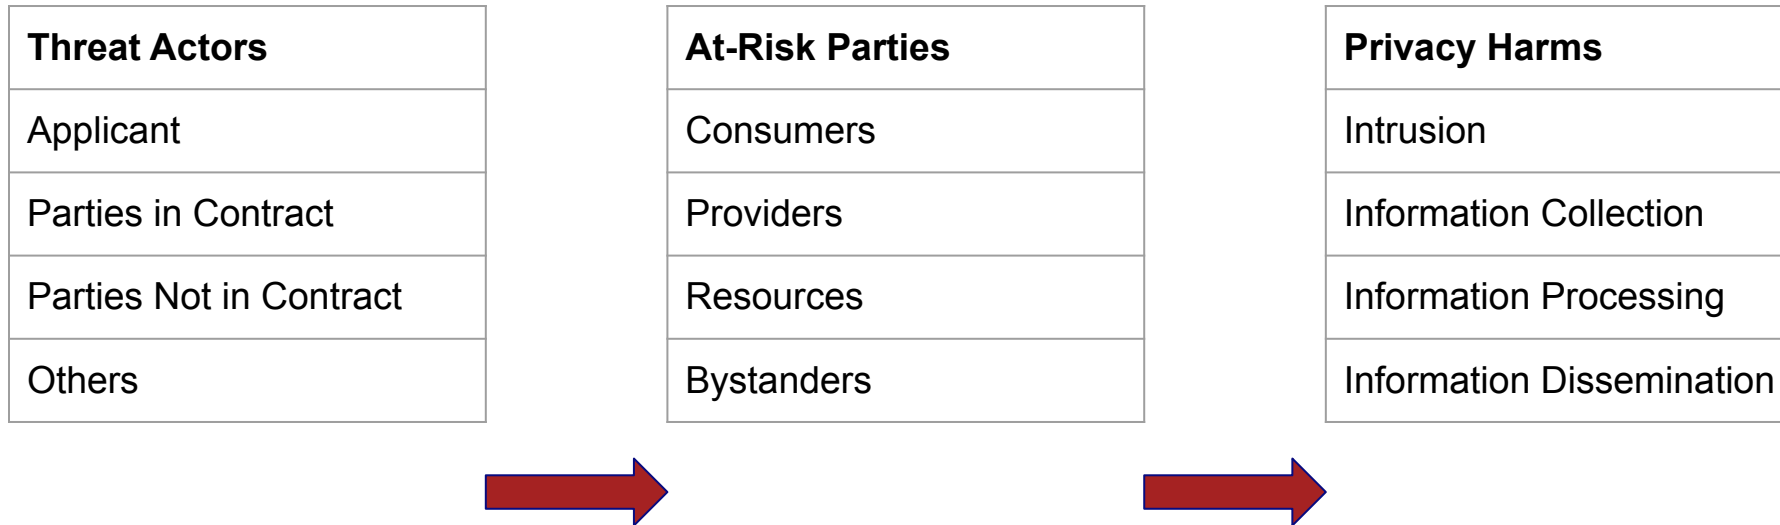 Threat Actors
Applicant
Parties in Contract
Parties Not in Contract
Others
At-Risk Parties
Consumers
Providers
Resources
Bystanders
Privacy Harms
Intrusion
Information Collection
Information Processing
Information Dissemination